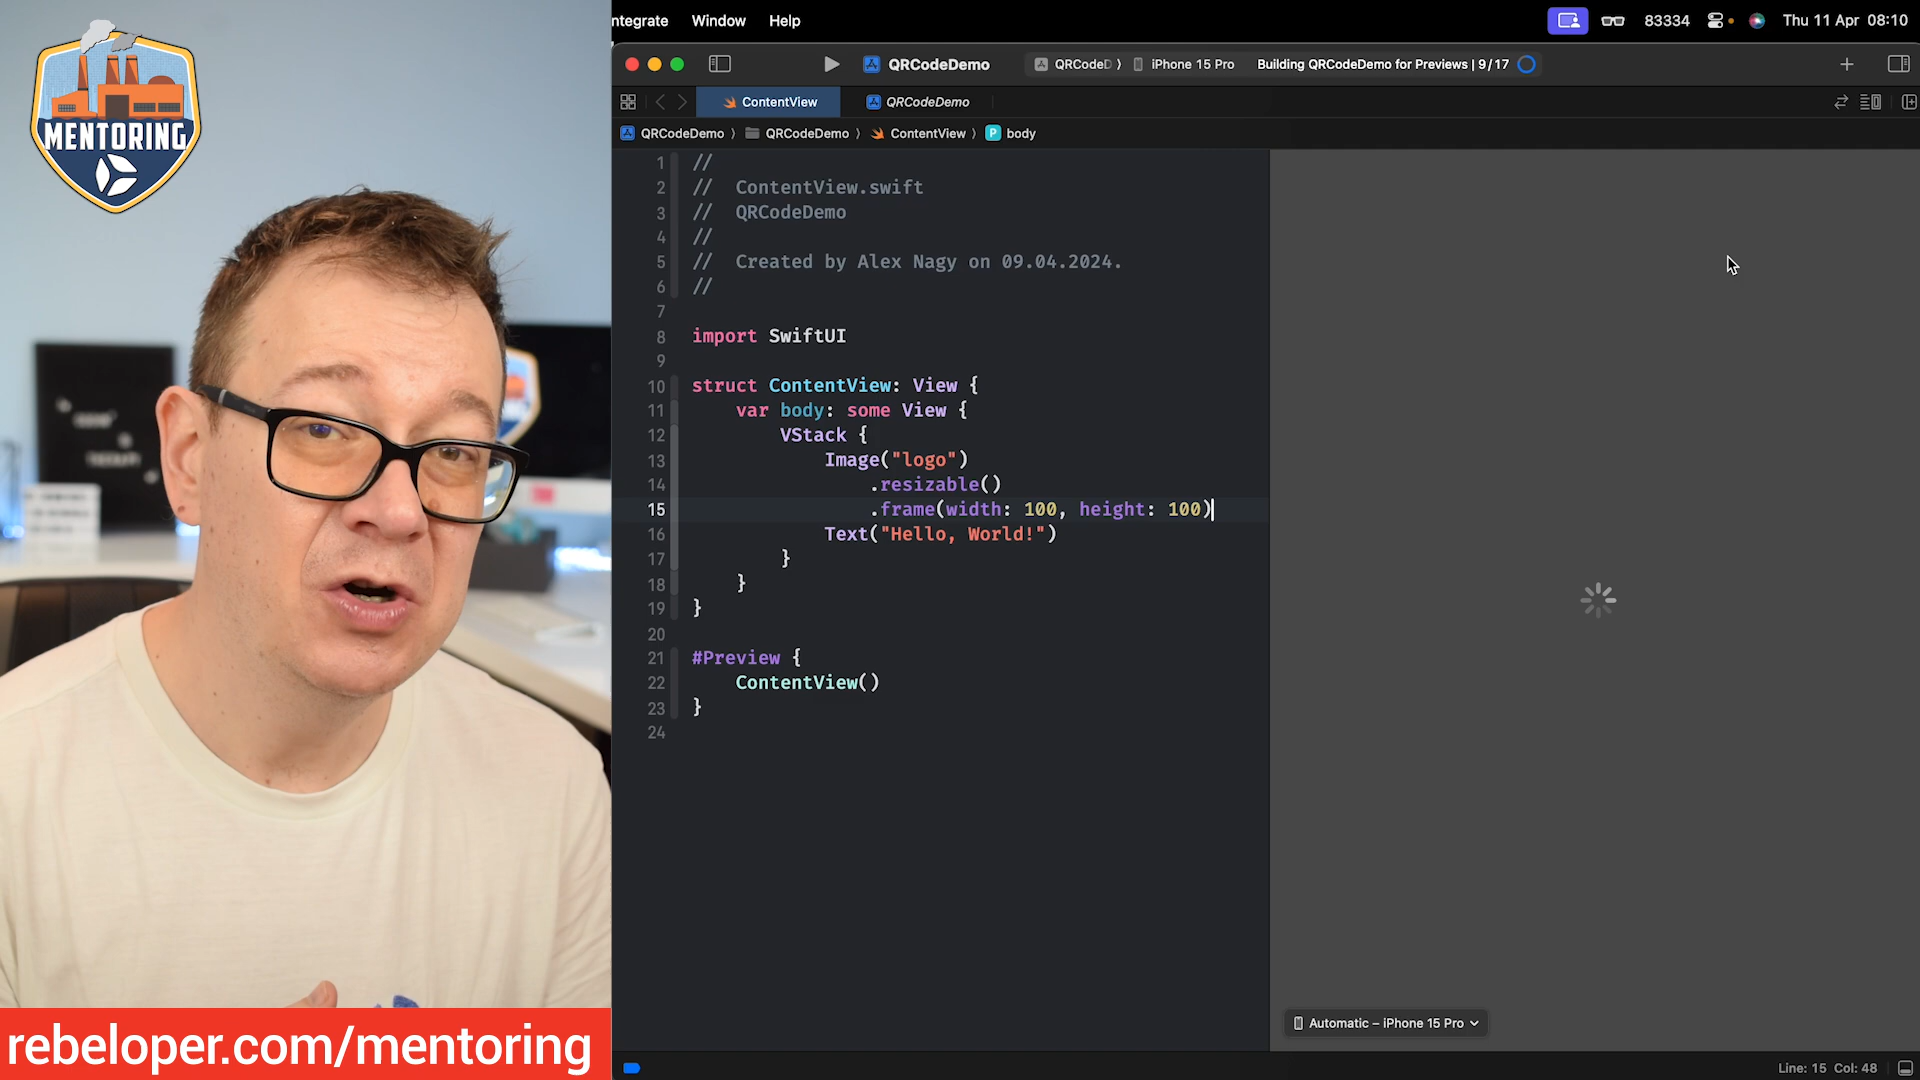 MENTORING
rebeloper.com/mentoring
ntegrate Window Help
83334 Thu 11 Apr 08:10
QRCodeDemo
QRCodeD 〉 iPhone 15 Pro Building QRCodeDemo for Previews | 9/17
ContentView QRCodeDemo
QRCodeDemo 〉 QRCodeDemo 〉 ContentView 〉 P body
1 //
2 // ContentView.swift
3 // QRCodeDemo
4 //
5 // Created by Alex Nagy on 09.04.2024.
6 //
7
8 import SwiftUI
9
10 struct ContentView: View {
11 var body: some View {
12 VStack {
13 Image("logo")
14 .resizable()
15 .frame(width: 100, height: 100)
16 Text("Hello, World!")
17 }
18 }
19 }
20
21 #Preview {
22 ContentView()
23 }
24
Automatic – iPhone 15 Pro
Line: 15 Col: 48